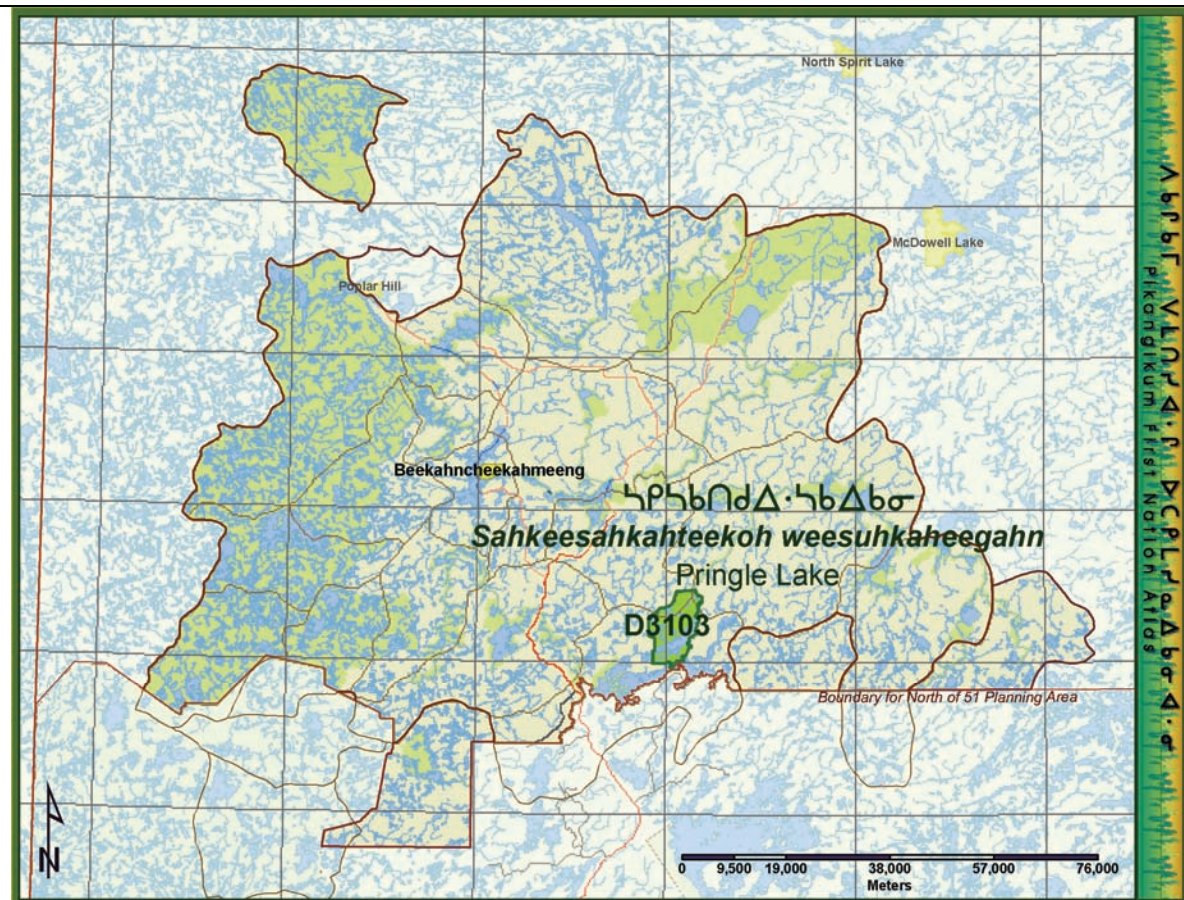 North Spirit Lake
McDowell Lake
Poplar Hill
Beekahncheekahmeeng
ᓴᑭᓴᑲᑎᑯᐃᐧᓴᑲᐃᑲᓂ
Sahkeesahkahteekoh weesuhkaheegahn
Pringle Lake
D3103
Boundary for North of 51 Planning Area
N
0 9,500 19,000 38,000 57,000 76,000
Meters
Pikangikum First Nation Atlas